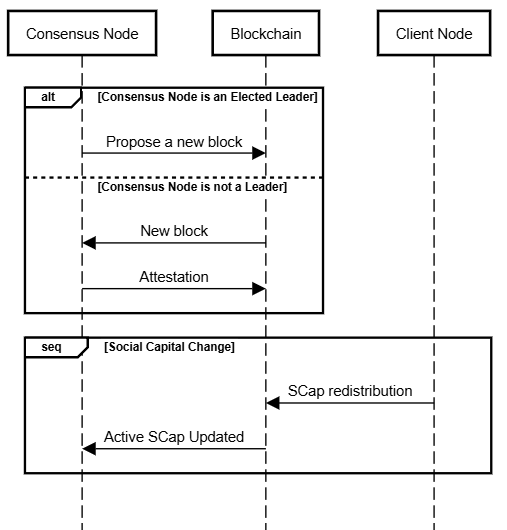 Consensus Node
Blockchain
Client Node
alt
[Consensus Node is an Elected Leader]
Propose a new block
[Consensus Node is not a Leader]
New block
Attestation
seq
[Social Capital Change]
SCap redistribution
Active SCap Updated